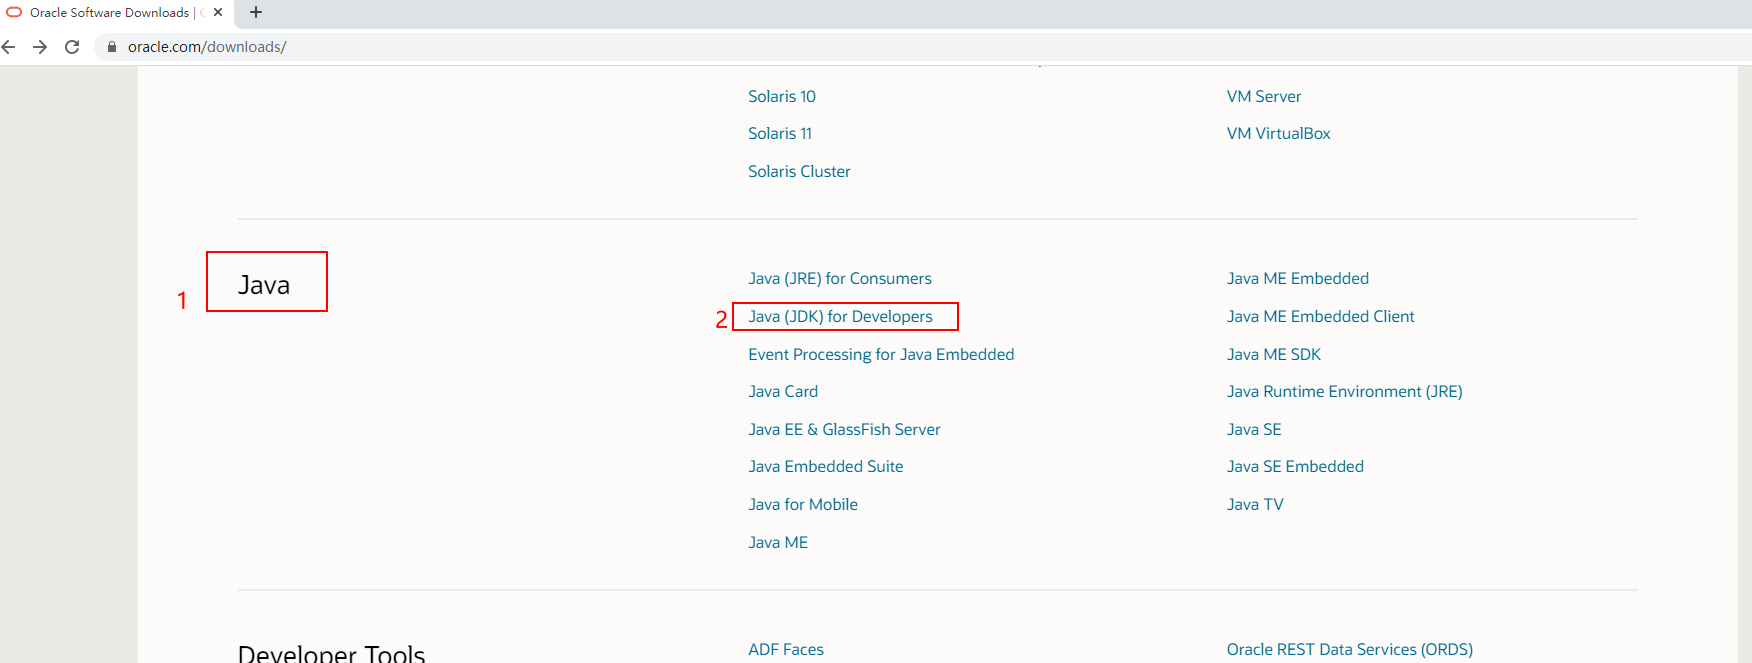 Oracle Software Downloads |
oracle.com/downloads/
Solaris 10
VM Server
Solaris 11
VM VirtualBox
Solaris Cluster
1
Java
Java (JRE) for Consumers
Java ME Embedded
2
Java (JDK) for Developers
Java ME Embedded Client
Event Processing for Java Embedded
Java ME SDK
Java Card
Java Runtime Environment (JRE)
Java EE & GlassFish Server
Java SE
Java Embedded Suite
Java SE Embedded
Java for Mobile
Java TV
Java ME
Developer Tools
ADF Faces
Oracle REST Data Services (ORDS)